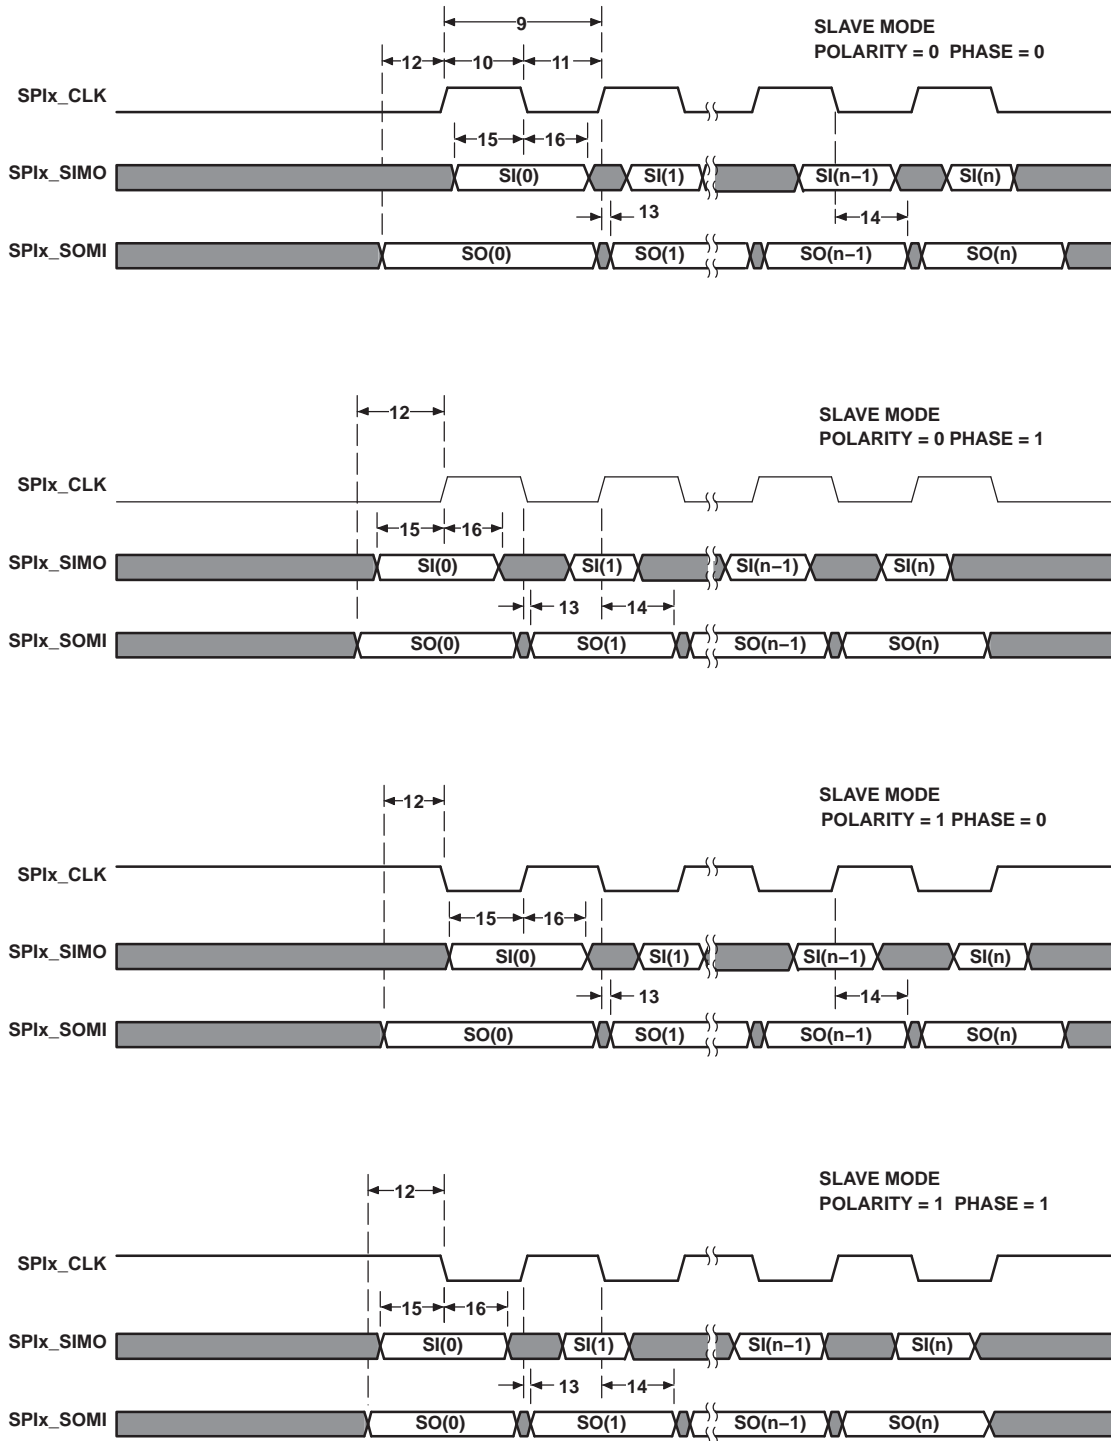 9
SLAVE MODE
POLARITY = 0 PHASE = 0
12 10 11
SPIx_CLK
15 16
SPIx_SIMO SI(0) SI(1) SI(n−1) SI(n)
13 14
SPIx_SOMI SO(0) SO(1) SO(n−1) SO(n)
12
SLAVE MODE
POLARITY = 0 PHASE = 1
SPIx_CLK
15 16
SPIx_SIMO SI(0) SI(1) SI(n−1) SI(n)
13 14
SPIx_SOMI SO(0) SO(1) SO(n−1) SO(n)
SLAVE MODE
12
POLARITY = 1 PHASE = 0
SPIx_CLK
15 16
SPIx_SIMO SI(0) SI(1) SI(n−1) SI(n)
13 14
SPIx_SOMI SO(0) SO(1) SO(n−1) SO(n)
SLAVE MODE
12
POLARITY = 1 PHASE = 1
SPIx_CLK
15 16
SPIx_SIMO SI(0) SI(1) SI(n−1) SI(n)
13 14
SPIx_SOMI SO(0) SO(1) SO(n−1) SO(n)